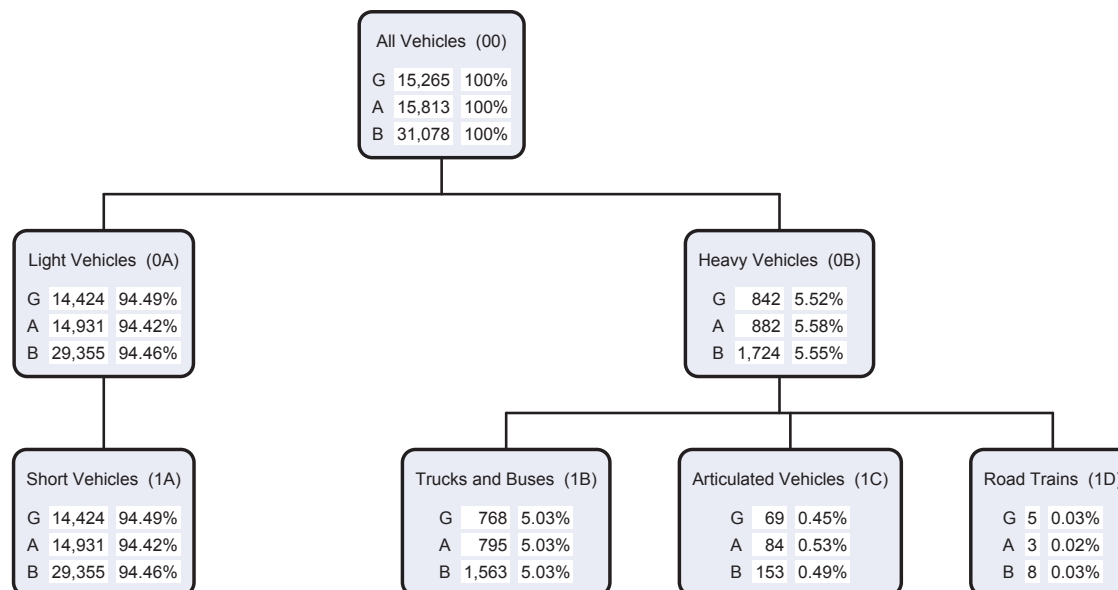 All Vehicles (00)
G 15,265 100%
A 15,813 100%
B 31,078 100%
Light Vehicles (0A)
G 14,424 94.49%
A 14,931 94.42%
B 29,355 94.46%
Heavy Vehicles (0B)
G 842 5.52%
A 882 5.58%
B 1,724 5.55%
Short Vehicles (1A)
G 14,424 94.49%
A 14,931 94.42%
B 29,355 94.46%
Trucks and Buses (1B)
G 768 5.03%
A 795 5.03%
B 1,563 5.03%
Articulated Vehicles (1C)
G 69 0.45%
A 84 0.53%
B 153 0.49%
Road Trains (1D)
G 5 0.03%
A 3 0.02%
B 8 0.03%